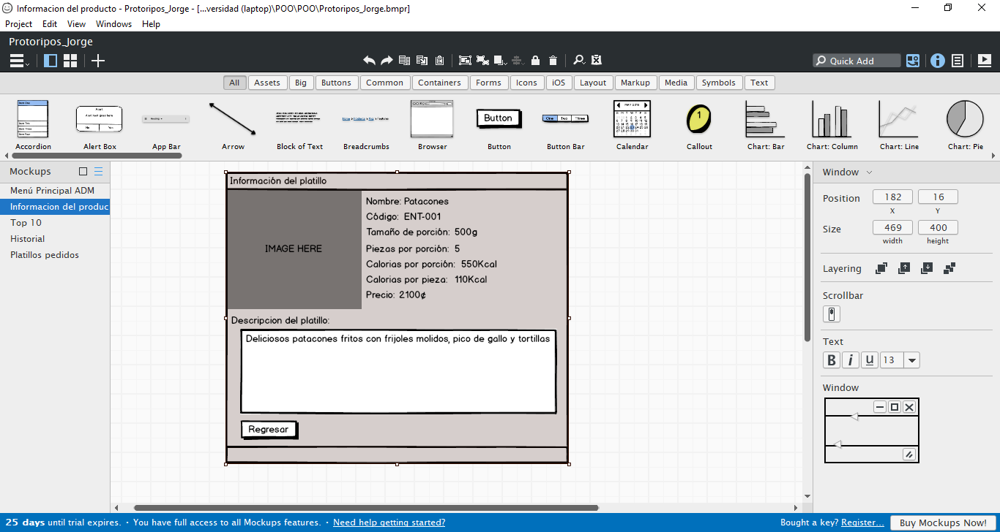 Informacion del producto - Protoripos_Jorge - [...versidad (laptop)\POO\POO\Protoripos_Jorge.bmpr]
Project Edit View Windows Help
Protoripos_Jorge
Quick Add
All Assets Big Buttons Common Containers Forms Icons iOS Layout Markup Media Symbols Text
Accordion Alert Box App Bar Arrow Block of Text Breadcrumbs Browser Button Button Bar Calendar Callout Chart: Bar Chart: Column Chart: Line Chart: Pie
Mockups
Menú Principal ADM
Informacion del produc
Top 10
Historial
Platillos pedidos
Información del platillo
IMAGE HERE
Nombre: Patacones
Código: ENT-001
Tamaño de porción: 500g
Piezas por porción: 5
Calorias por porción: 550Kcal
Calorias por pieza: 110Kcal
Precio: 2100¢
Descripcion del platillo:
Deliciosos patacones fritos con frijoles molidos, pico de gallo y tortillas
Regresar
Window
Position 182 16
X Y
Size 469 400
width height
Layering
Scrollbar
Text
B i U 13
Window
25 days until trial expires. · You have full access to all Mockups features. · Need help getting started?
Bought a key? Register... Buy Mockups Now!